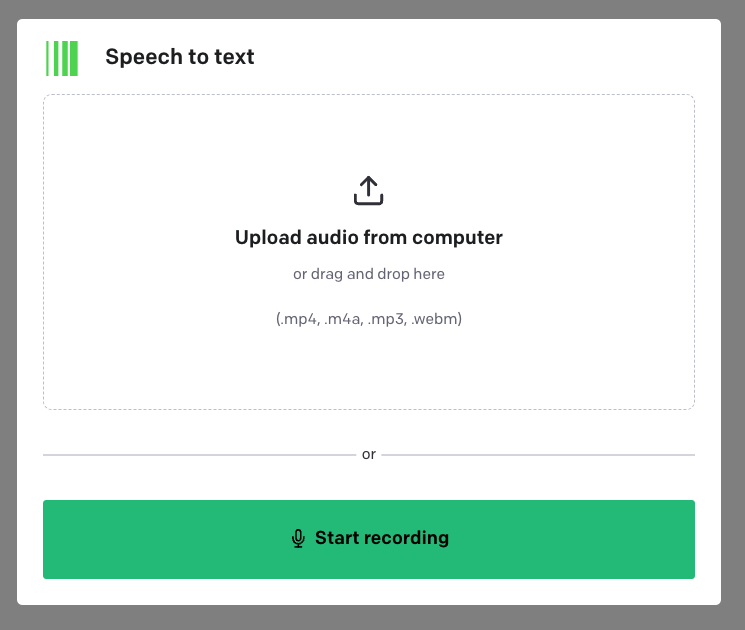 Speech to text
Upload audio from computer
or drag and drop here
(.mp4, .m4a, .mp3, .webm)
or
Start recording